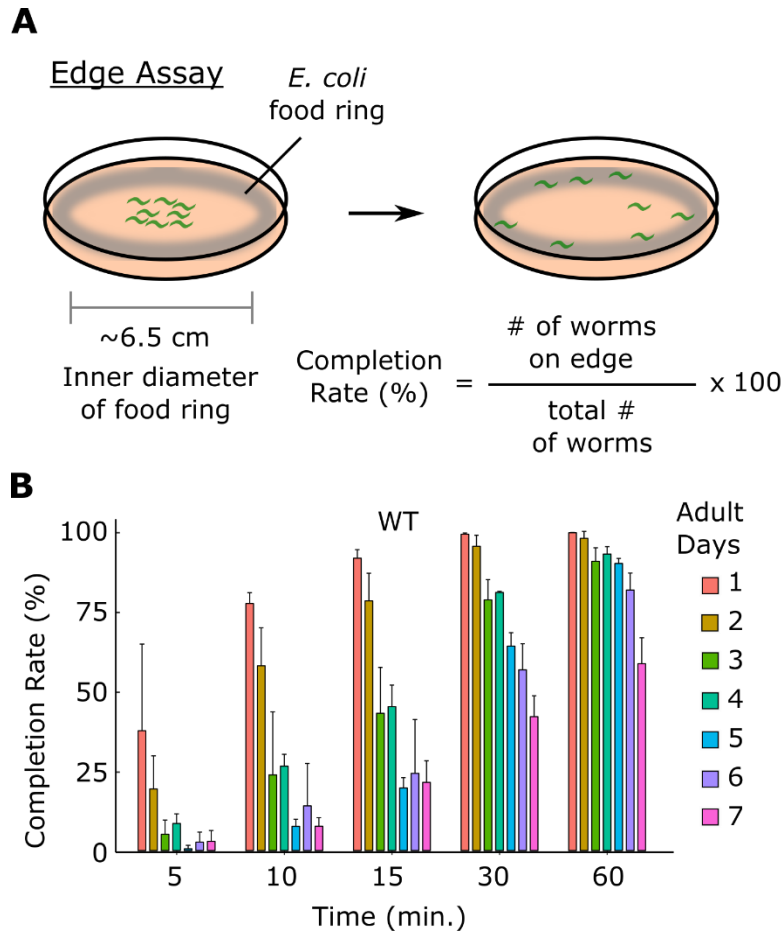 A
Edge Assay
E. coli
food ring
~6.5 cm
Inner diameter
of food ring
Completion
Rate (%)
=
# of worms
on edge
total #
of worms
x 100
B
WT
Completion Rate (%)
100
75
50
25
0
5
10
15
30
60
Time (min.)
Adult
Days
1
2
3
4
5
6
7